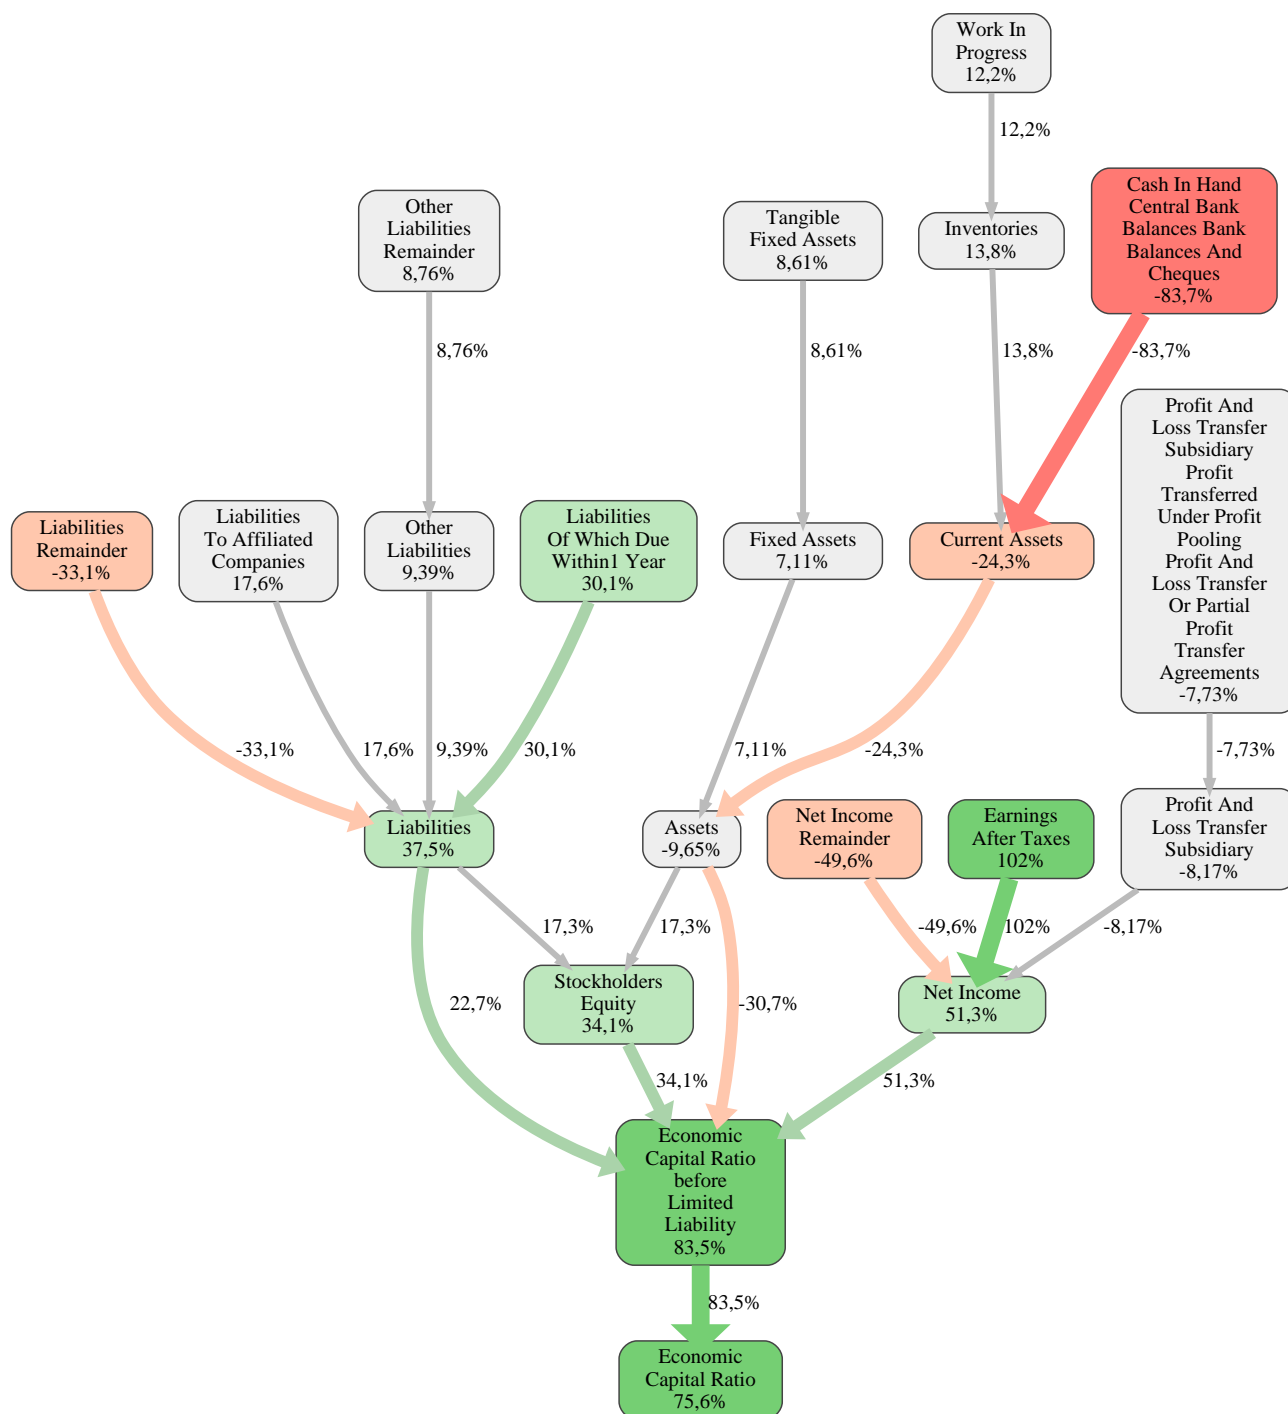 Work In
Progress
12,2%
12,2%
Other
Liabilities
Remainder
8,76%
Tangible
Fixed Assets
8,61%
Inventories
13,8%
Cash In Hand
Central Bank
Balances Bank
Balances And
Cheques
-83,7%
8,76%
8,61%
13,8%
-83,7%
Profit And
Loss Transfer
Subsidiary
Profit
Transferred
Under Profit
Pooling
Profit And
Loss Transfer
Or Partial
Profit
Transfer
Agreements
-7,73%
Liabilities
Remainder
-33,1%
Liabilities
To Affiliated
Companies
17,6%
Other
Liabilities
9,39%
Liabilities
Of Which Due
Within1 Year
30,1%
Fixed Assets
7,11%
Current Assets
-24,3%
-33,1%
17,6%
9,39%
30,1%
7,11%
-24,3%
-7,73%
Liabilities
37,5%
Assets
-9,65%
Net Income
Remainder
-49,6%
Earnings
After Taxes
102%
Profit And
Loss Transfer
Subsidiary
-8,17%
17,3%
17,3%
-49,6%
102%
-8,17%
22,7%
Stockholders
Equity
34,1%
-30,7%
Net Income
51,3%
34,1%
51,3%
Economic
Capital Ratio
before
Limited
Liability
83,5%
83,5%
Economic
Capital Ratio
75,6%